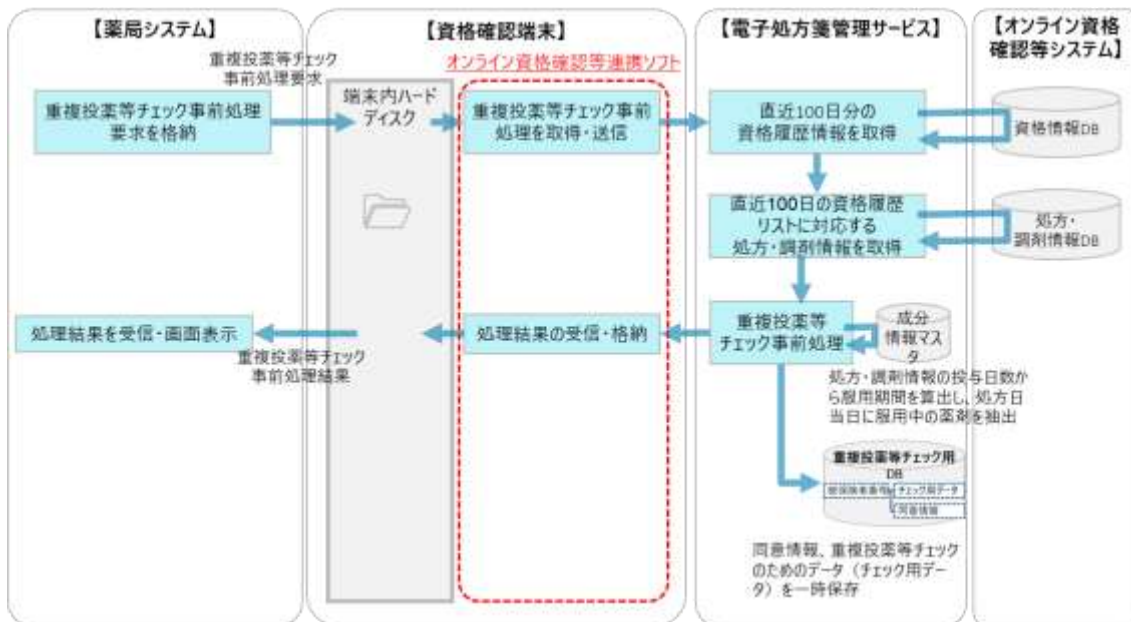 【薬局システム】
【資格確認端末】
【電子処方箋管理サービス】
【オンライン資格
確認等システム】
重複投薬等チェック
事前処理要求
オンライン資格確認等連携ソフト
重複投薬等チェック事前処理
要求を格納
端末内ハード
ディスク
重複投薬等チェック事前
処理を取得・送信
直近100日分の
資格履歴情報を取得
資格情報DB
直近100日の資格履歴
リストに対応する
処方・調剤情報を取得
処方・
調剤情報DB
処理結果を受信・画面表示
重複投薬等チェック
事前処理結果
処理結果の受信・格納
重複投薬等
チェック事前処理
成分
情報マス
タ
処方・調剤情報の投与日数か
ら服用期間を算出し、処方日
当日に服用中の薬剤を抽出
重複投薬等チェック用
DB
被保険者番号
チェック用データ
同意情報
同意情報、重複投薬等チェック
のためのデータ（チェック用デー
タ）を一時保存